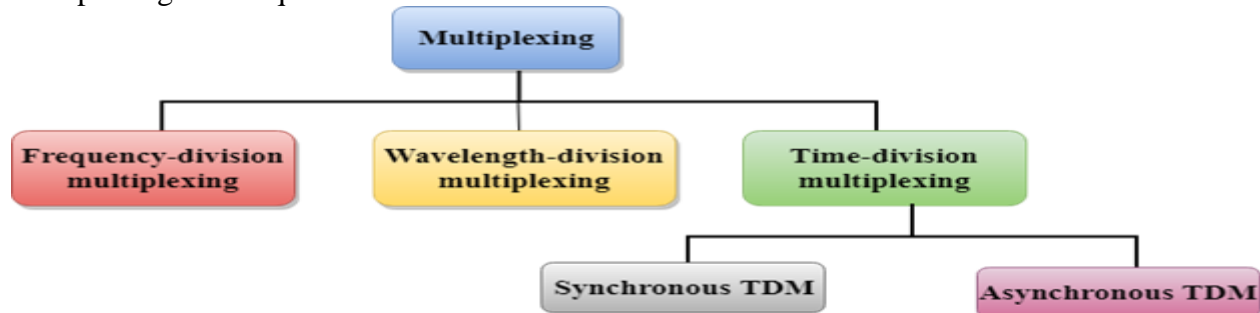 Multiplexing
Frequency-division
multiplexing
Wavelength-division
multiplexing
Time-division
multiplexing
Synchronous TDM
Asynchronous TDM